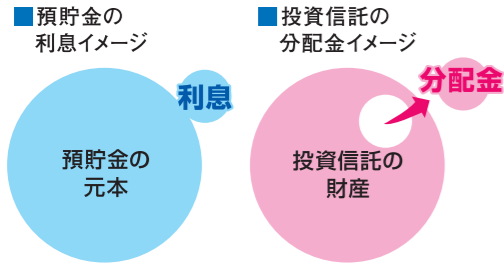 ■預貯金の
利息イメージ
利息
預貯金の
元本
■投資信託の
分配金イメージ
分配金
投資信託の
財産